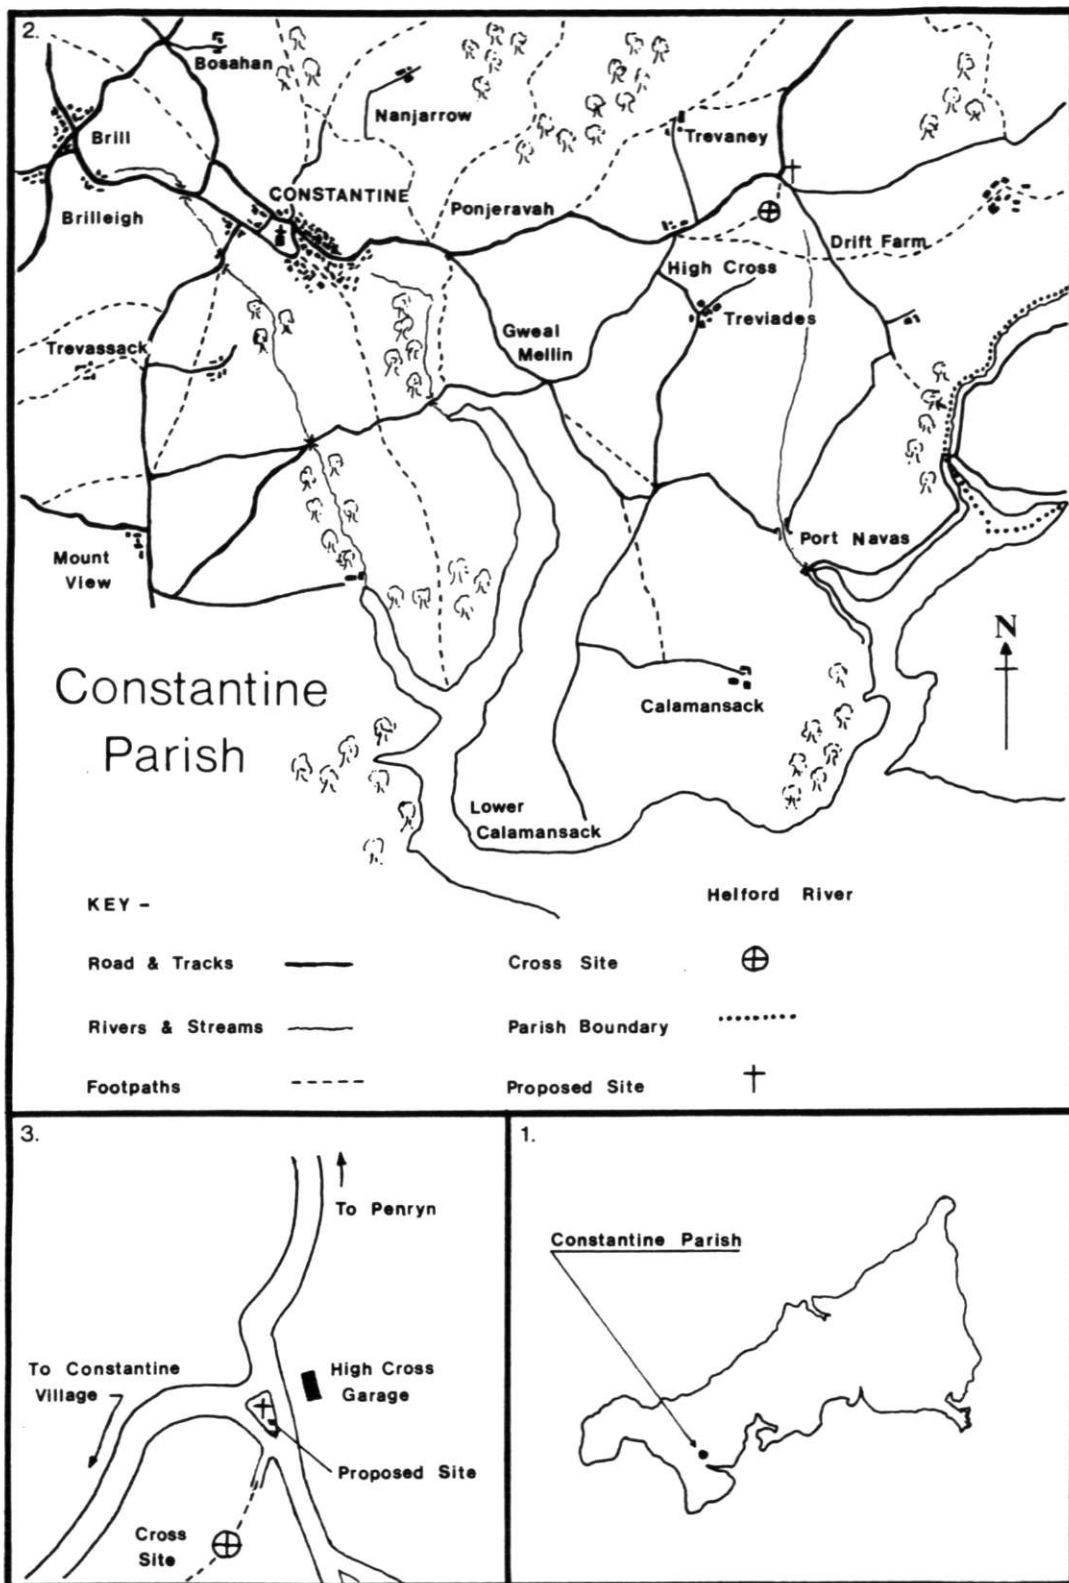 2.
Bosahan
Nanjarrow
Brill
Trevaney
CONSTANTINE
Ponjeravah
Brilleigh
Drift Farm
High Cross
Treviades
Gweal
Mellin
Trevassack
Port Navas
Mount
View
N
Constantine
Parish
Calamansack
Lower
Calamansack
Helford River
KEY -
Road & Tracks
Cross Site
Rivers & Streams
Parish Boundary
Footpaths
Proposed Site
3.
To Penryn
To Constantine
Village
High Cross
Garage
Proposed Site
Cross
Site
1.
Constantine Parish